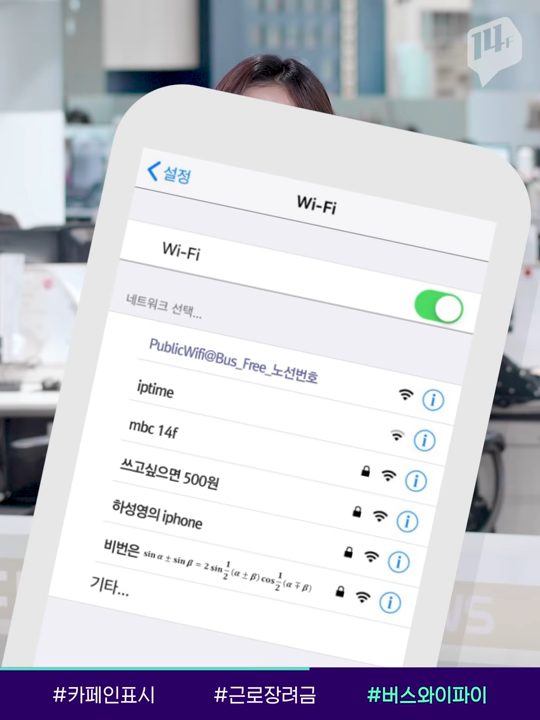 14F
설정
Wi-Fi
Wi-Fi
네트워크 선택...
PublicWifi@Bus_Free_노선번호
iptime
mbc 14f
쓰고싶으면 500원
하성영의 iphone
비번은 sin α ± sin β = 2 sin 1/2 (α ± β) cos 1/2 (α ∓ β)
기타...
#카페인표시
#근로장려금
#버스와이파이